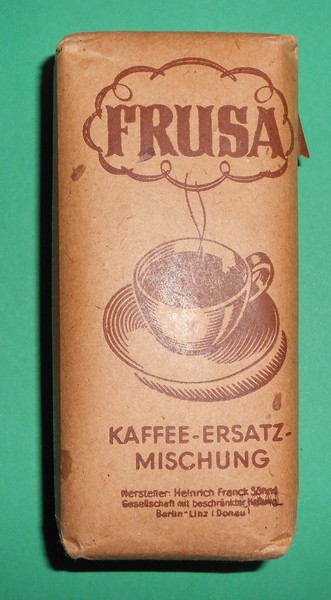 FRUSA
KAFFEE-ERSATZ-
MISCHUNG
Hersteller: Heinrich Franck Söhne
Gesellschaft mit beschränkter Haftung
Berlin-Linz (Donau)